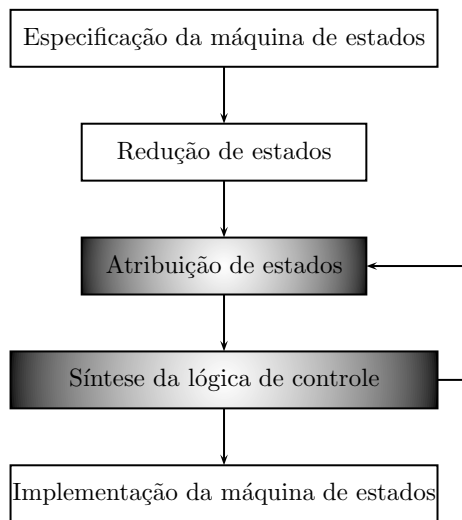 Especificação da máquina de estados
Redução de estados
Atribuição de estados
Síntese da lógica de controle
Implementação da máquina de estados